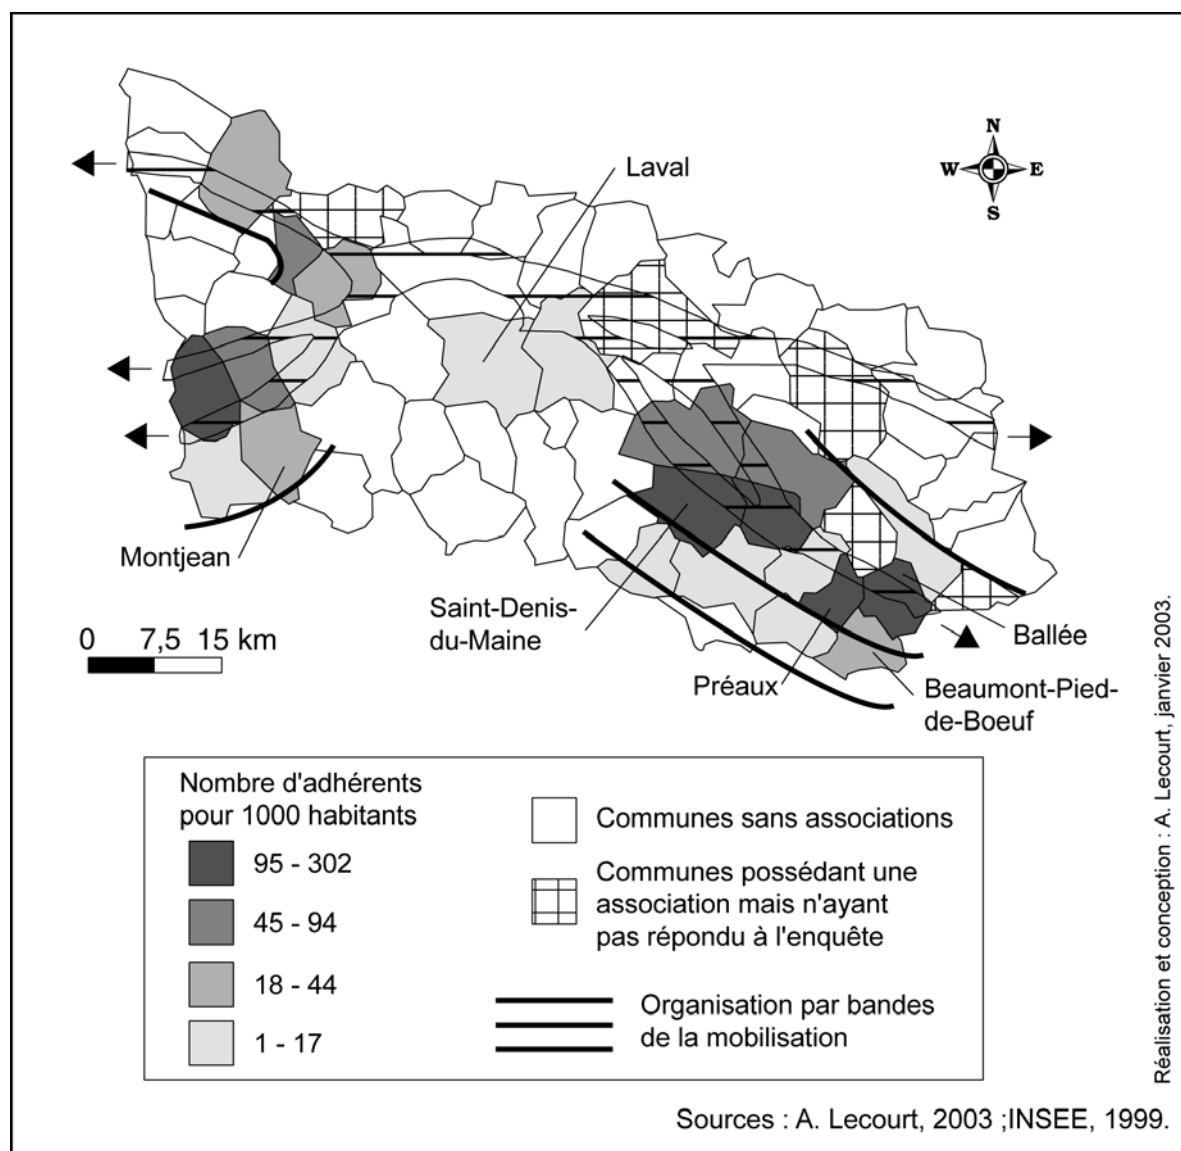 N
W E
S
Laval
Montjean
Saint-Denis-
du-Maine
Préaux
Ballée
Beaumont-Pied-
de-Boeuf
0 7,5 15 km
Nombre d'adhérents
pour 1000 habitants
95 - 302
45 - 94
18 - 44
1 - 17
Communes sans associations
Communes possédant une
association mais n'ayant
pas répondu à l'enquête
Organisation par bandes
de la mobilisation
Réalisation et conception : A. Lecourt, janvier 2003.
Sources : A. Lecourt, 2003 ;INSEE, 1999.